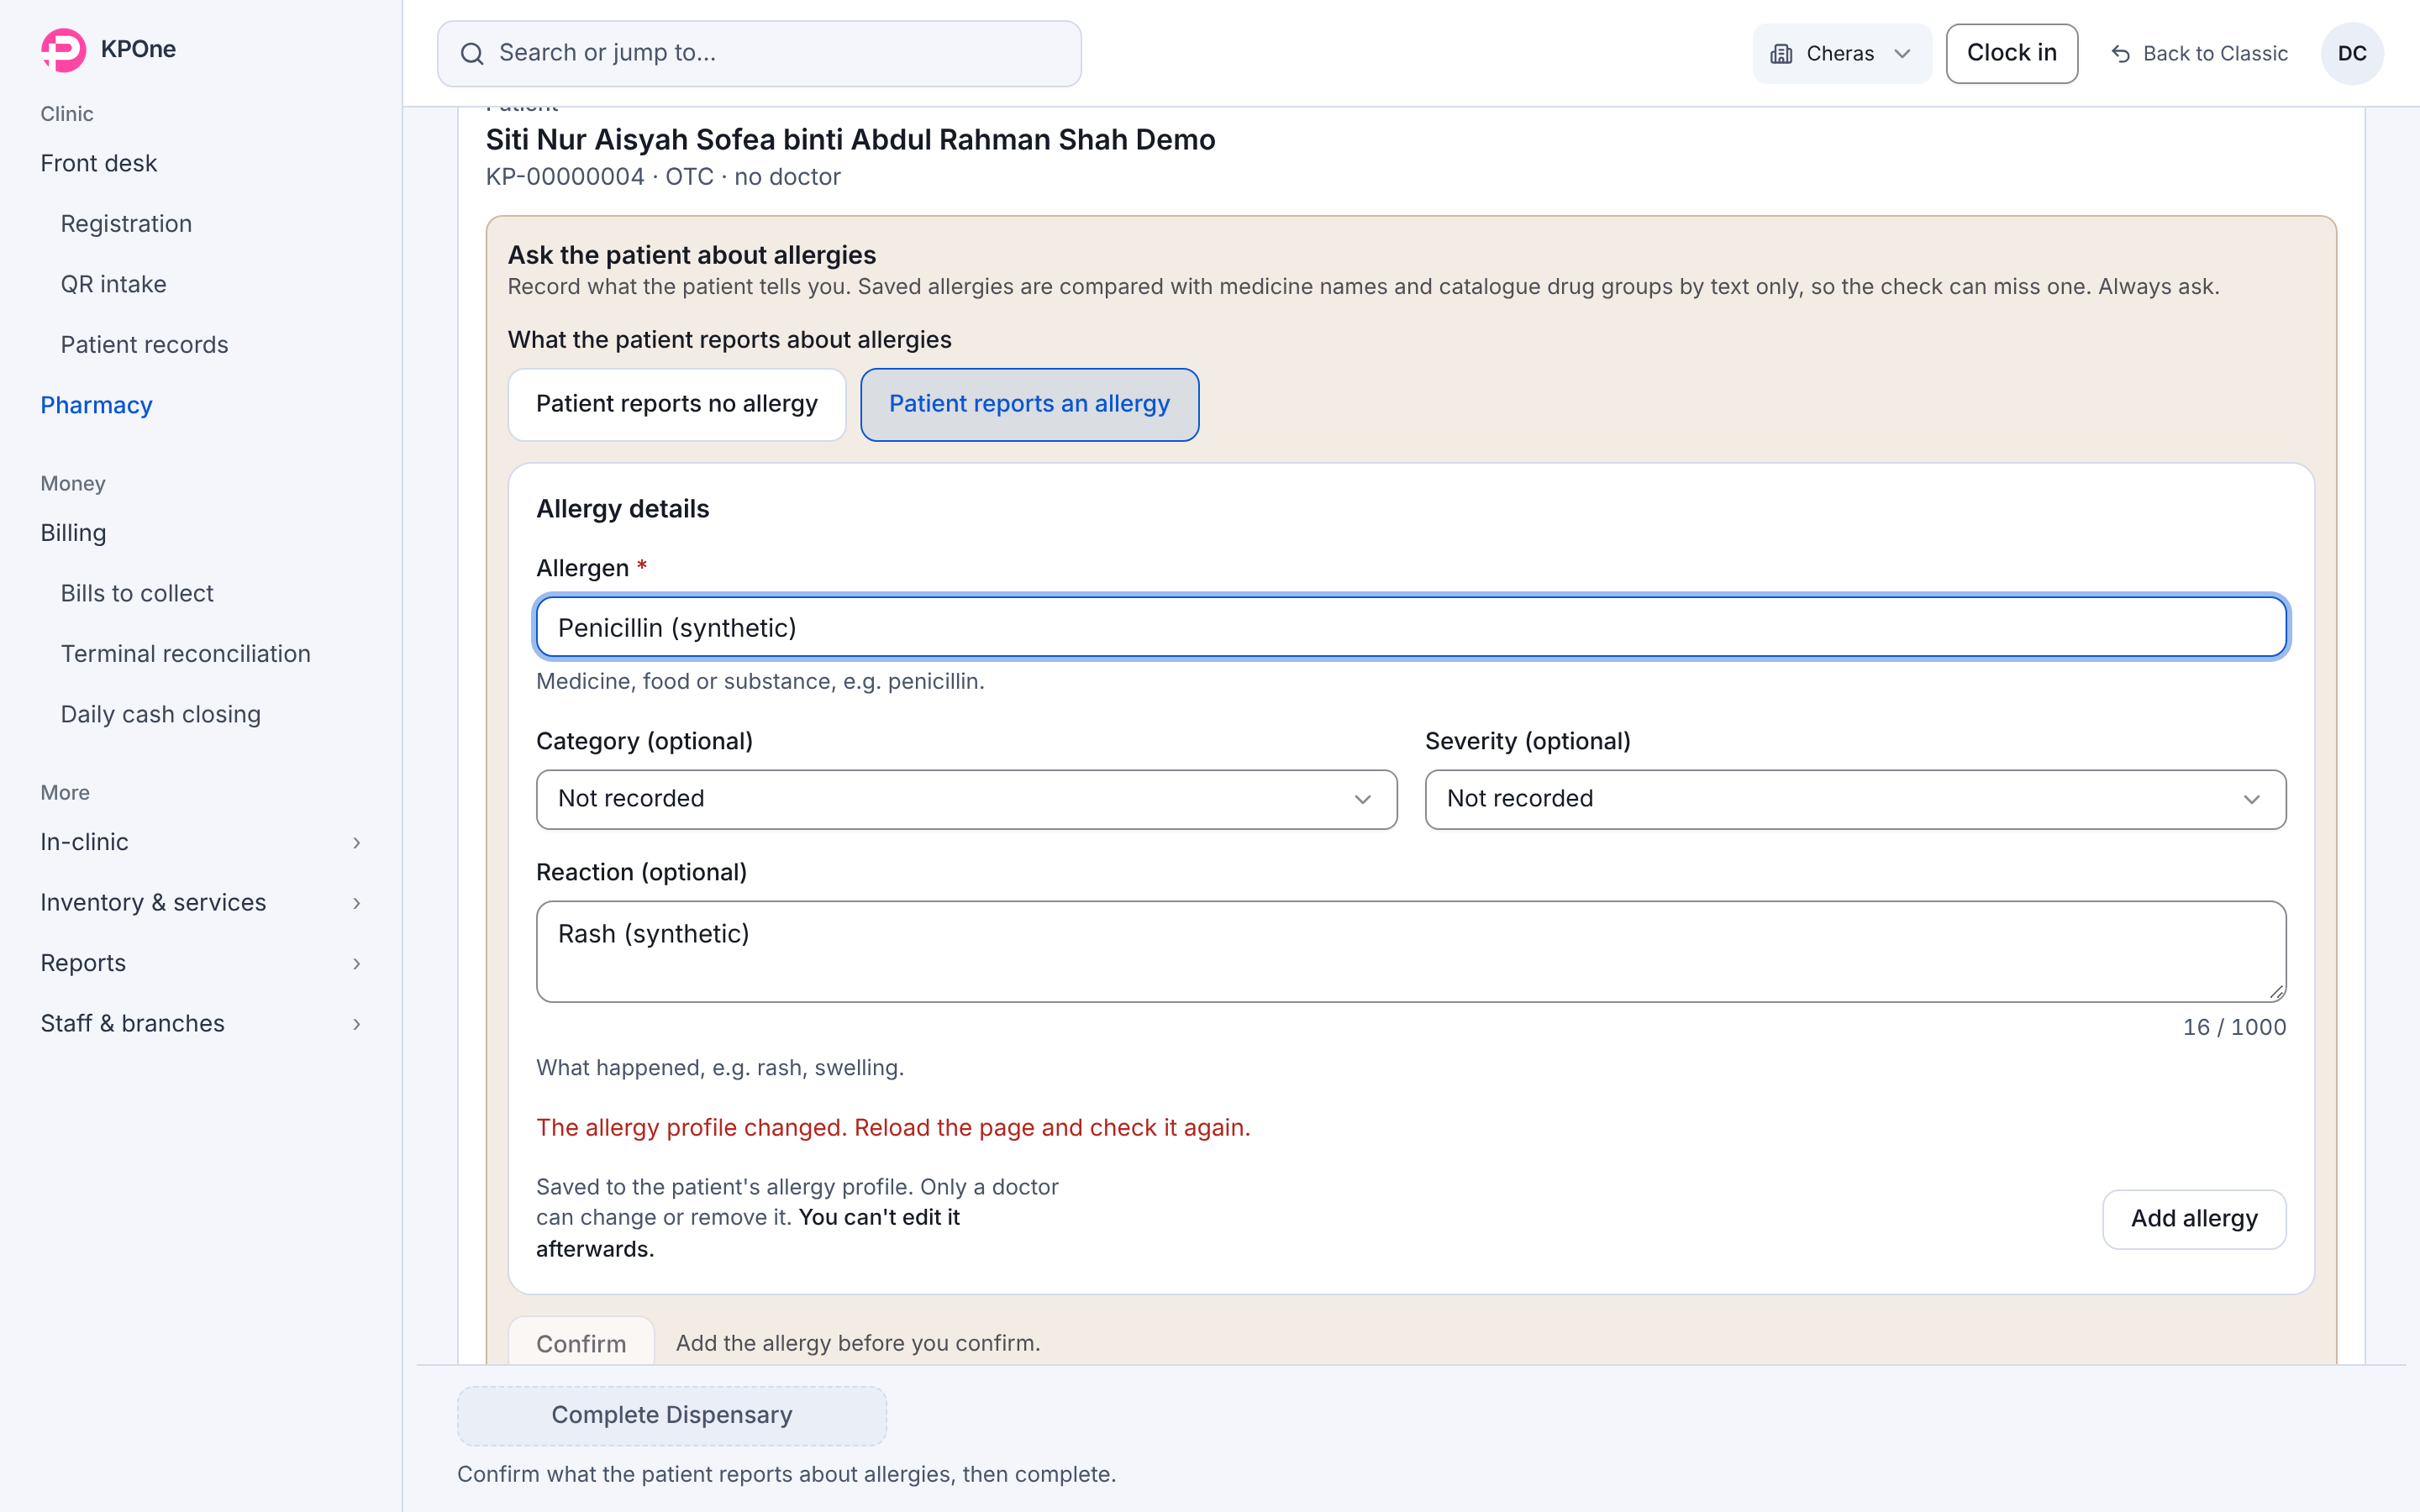 KPOne
Search or jump to...
Cheras
Clock in
Back to Classic
DC
Clinic
Front desk
Registration
QR intake
Patient records
Pharmacy
Money
Billing
Bills to collect
Terminal reconciliation
Daily cash closing
More
In-clinic
Inventory & services
Reports
Staff & branches
Patient
Siti Nur Aisyah Sofea binti Abdul Rahman Shah Demo
KP-00000004 · OTC · no doctor
Ask the patient about allergies
Record what the patient tells you. Saved allergies are compared with medicine names and catalogue drug groups by text only, so the check can miss one. Always ask.
What the patient reports about allergies
Patient reports no allergy
Patient reports an allergy
Allergy details
Allergen *
Penicillin (synthetic)
Medicine, food or substance, e.g. penicillin.
Category (optional)
Severity (optional)
Not recorded
Not recorded
Reaction (optional)
Rash (synthetic)
16 / 1000
What happened, e.g. rash, swelling.
The allergy profile changed. Reload the page and check it again.
Saved to the patient's allergy profile. Only a doctor
can change or remove it. You can't edit it
afterwards.
Add allergy
Confirm
Add the allergy before you confirm.
Complete Dispensary
Confirm what the patient reports about allergies, then complete.